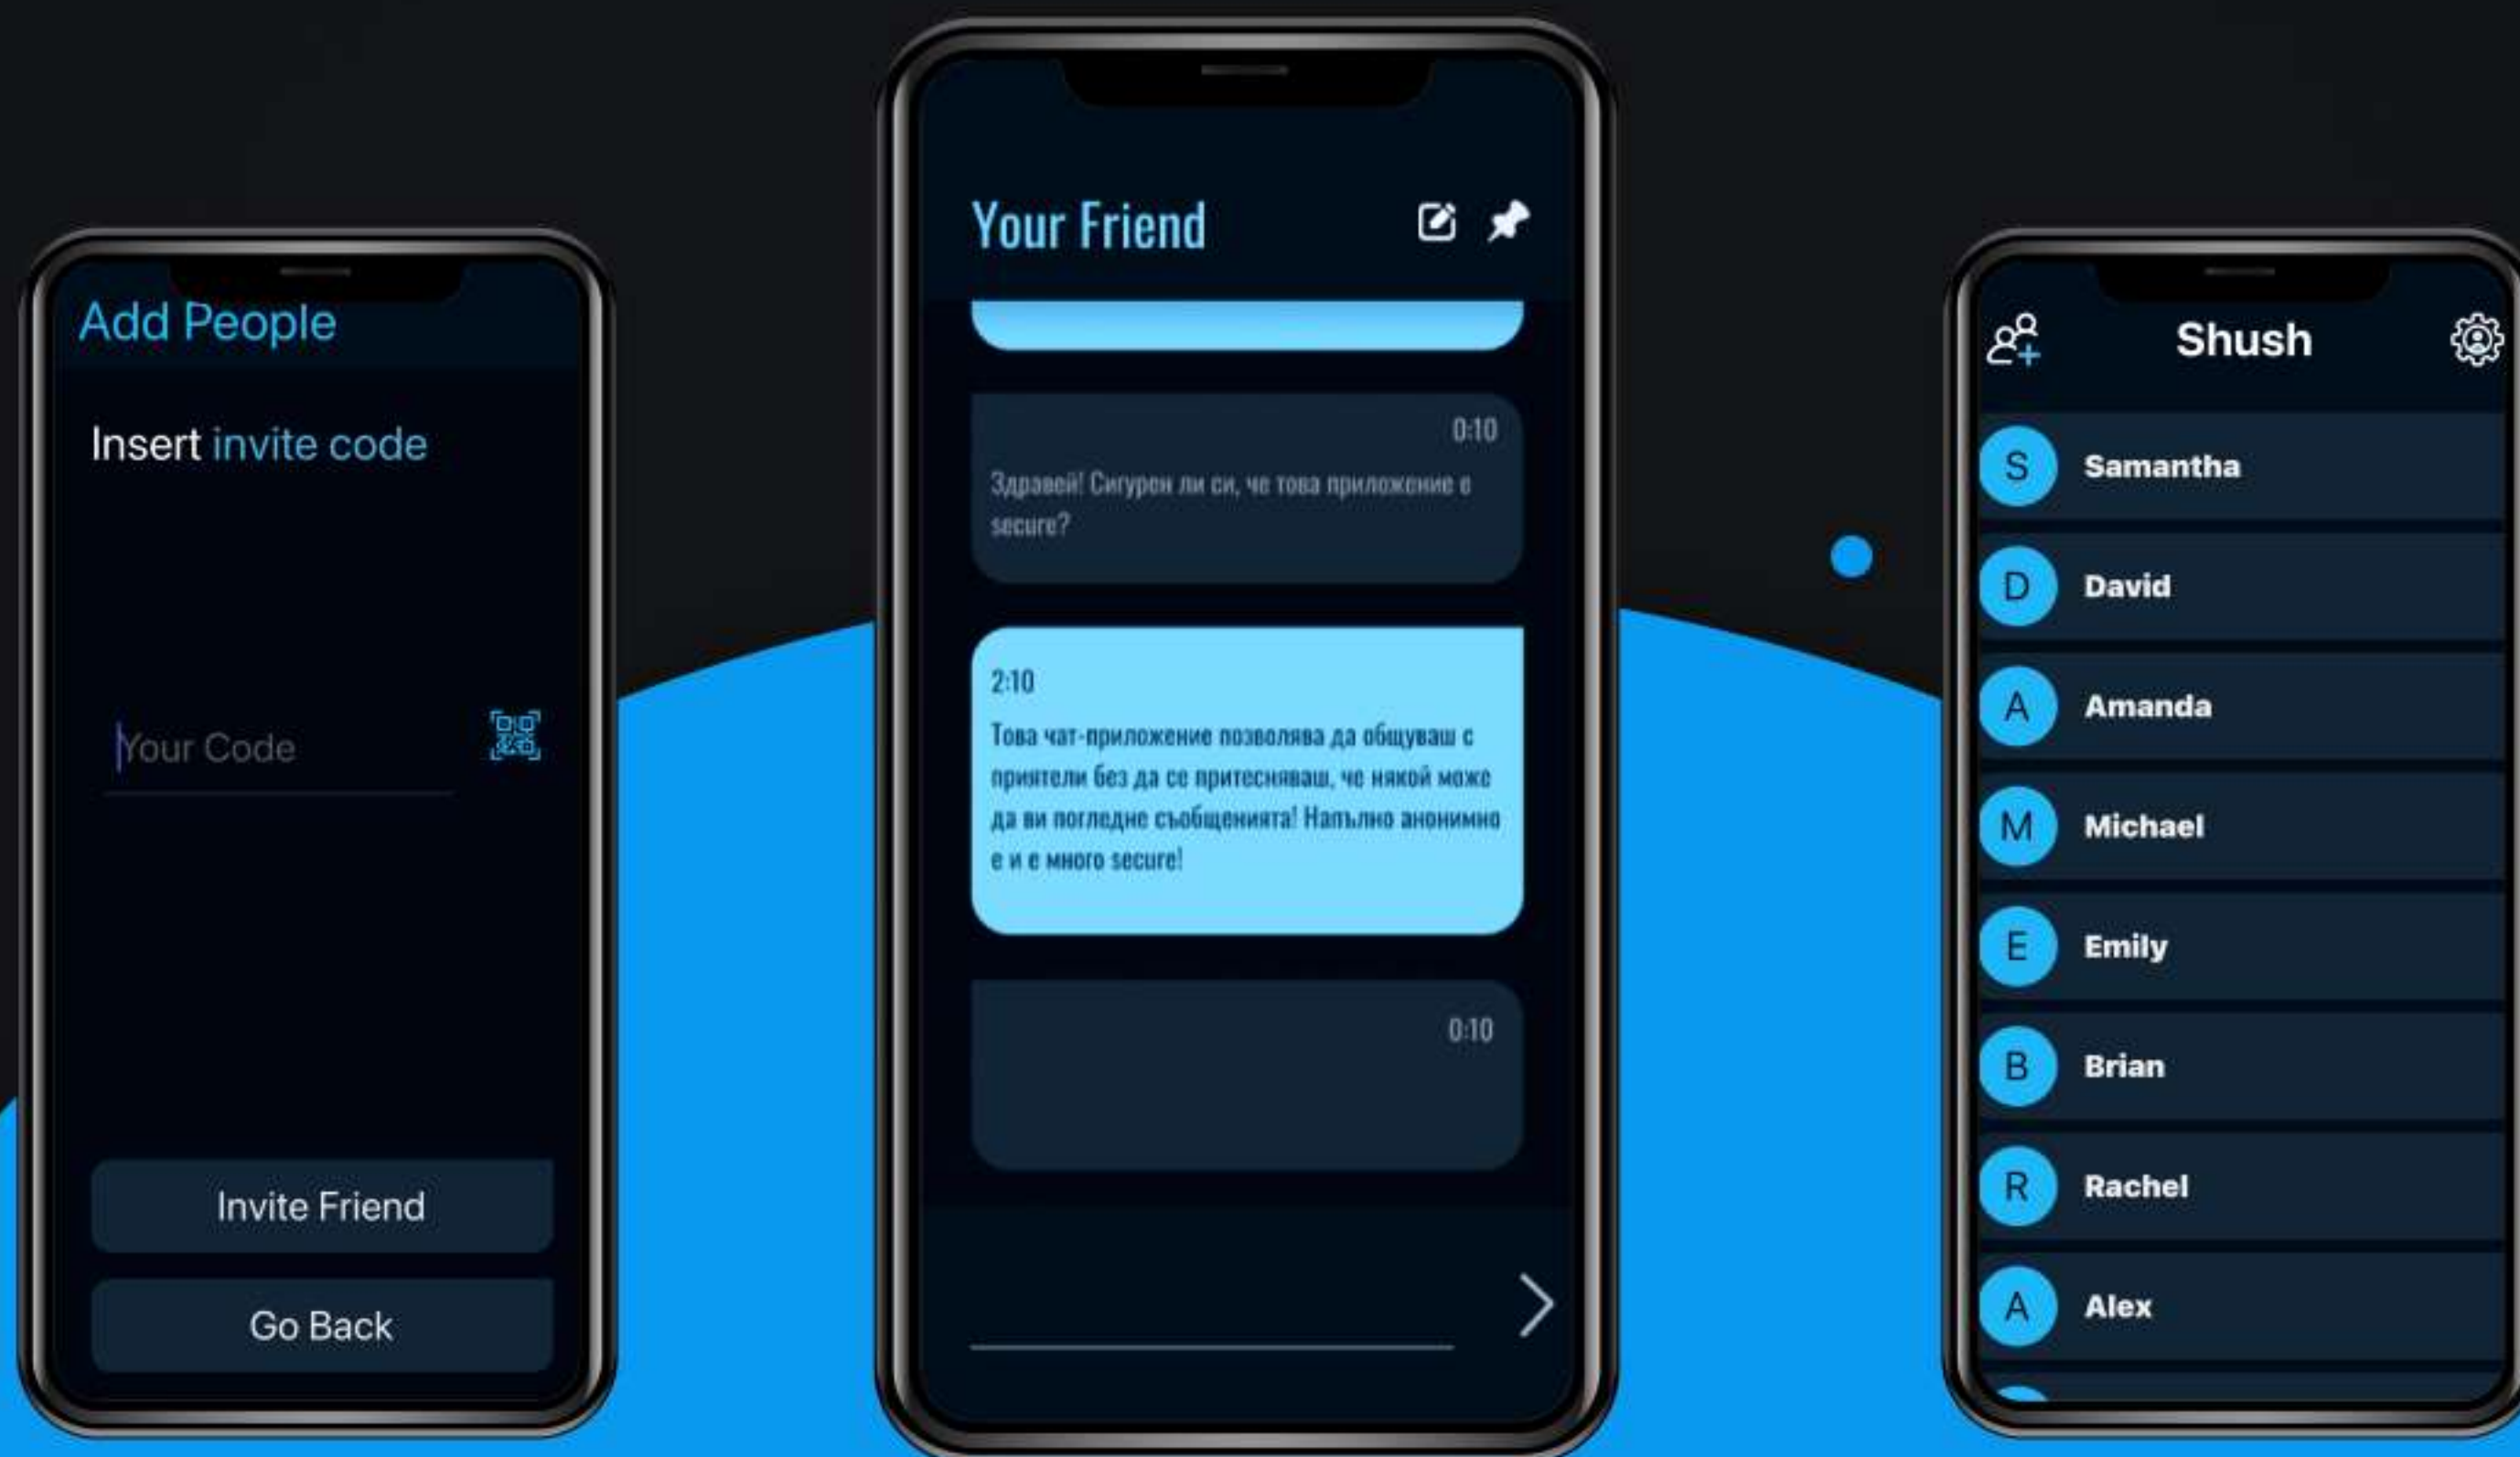 Add People
Insert invite code
Your Code
Invite Friend
Go Back
Your Friend
0:10
Здравей! Сигурен ли си, че това приложение е
secure?
2:10
Това чат-приложение позволява да общуваш с
приятели без да се притесняваш, че някой може
да ви погледне съобщенията! Напълно анонимно
е и е много secure!
0:10
Shush
S Samantha
D David
A Amanda
M Michael
E Emily
B Brian
R Rachel
A Alex